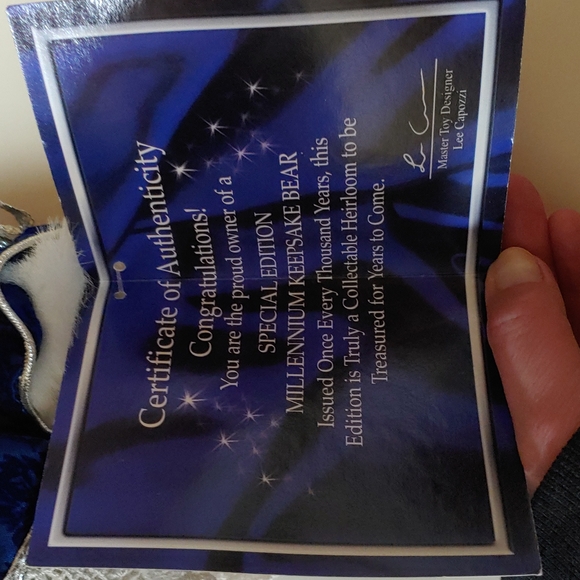 Certificate of Authenticity
Congratulations!
You are the proud owner of a
SPECIAL EDITION
MILLENNIUM KEEPSAKE BEAR
Issued Once Every Thousand Years, this
Edition is Truly a Collectable Heirloom to be
Treasured for Years to Come.
Master Toy Designer
Lee Capozzi